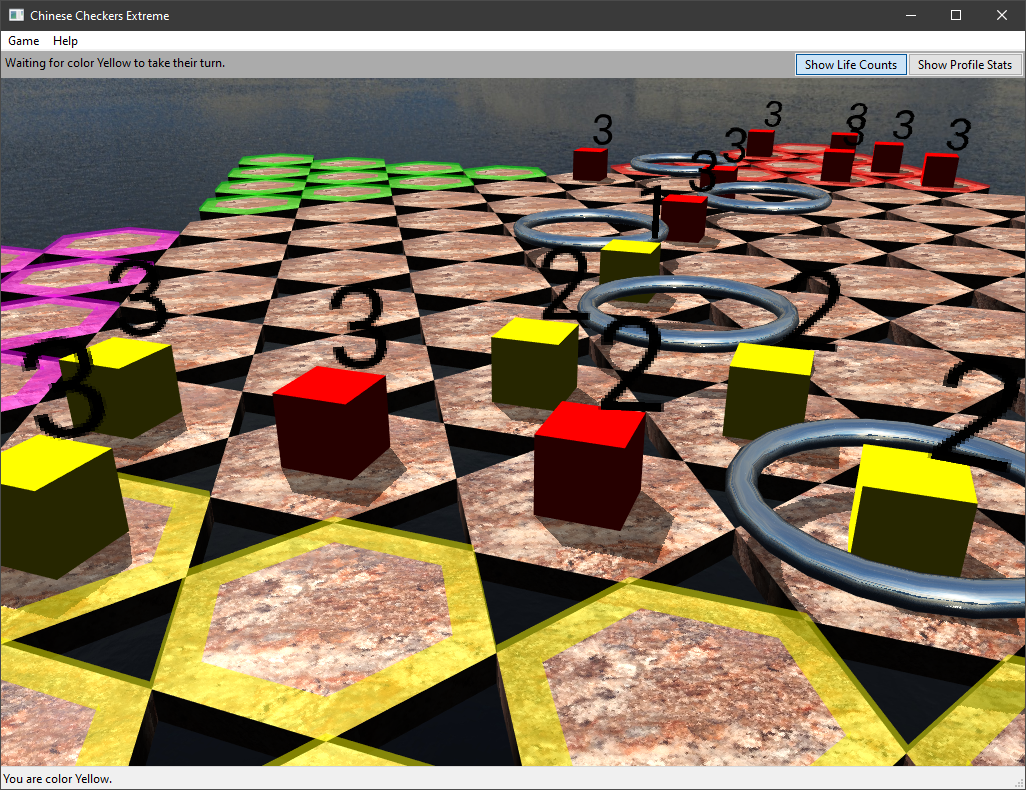 Chinese Checkers Extreme
Game Help
Waiting for color Yellow to take their turn.
Show Life Counts Show Profile Stats
3 3 3 3 3 3
3 3
1
3 3 2 2
3 2 2
You are color Yellow.